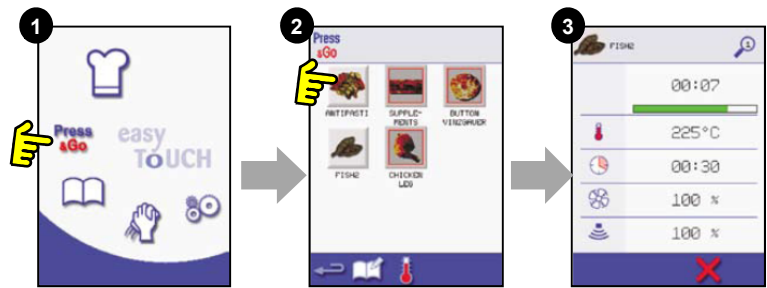 1
Press
&Go
easy
TOUCH
2
Press
&Go
ANTIPASTI
SUPPLE-
MENTS
BUTTON
VINZGAUER
FISH2
CHICKEN
LEG
3
FISH2
1
00:07
225°C
00:30
100 %
100 %